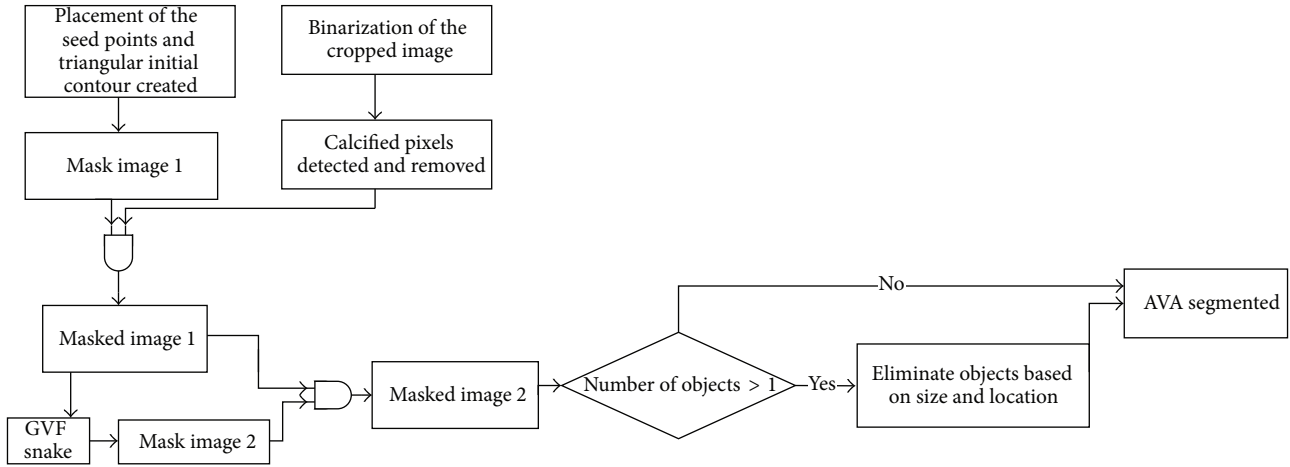 Placement of the
seed points and
triangular initial
contour created
Binarization of the
cropped image
Mask image 1
Calcified pixels
detected and removed
Masked image 1
GVF
snake
Mask image 2
Masked image 2
Number of objects > 1
No
Yes
Eliminate objects based
on size and location
AVA segmented